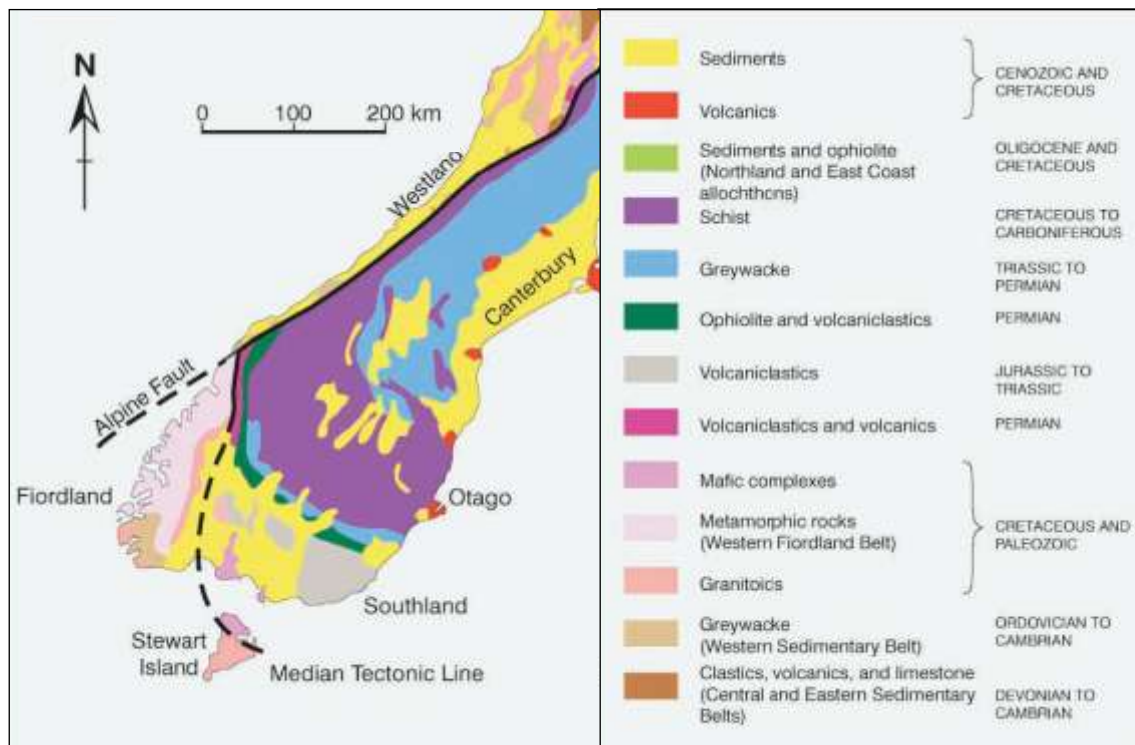 N
0 100 200 km
Westlano
Canterbury
Alpine Fault
Fiordland
Otago
Southland
Stewart
Island
Median Tectonic Line
Sediments
CENOZOIC AND
CRETACEOUS
Volcanics
Sediments and ophiolite
(Northland and East Coast
allochthons)
OLIGOCENE AND
CRETACEOUS
Schist
CRETACEOUS TO
CARBONIFEROUS
Greywacke
TRIASSIC TO
PERMIAN
Ophiolite and volcaniclastics
PERMIAN
Volcaniclastics
JURASSIC TO
TRIASSIC
Volcaniclastics and volcanics
PERMIAN
Mafic complexes
Metamorphic rocks
(Western Fiordland Belt)
CRETACEOUS AND
PALEOZOIC
Granitoics
Greywacke
(Western Sedimentary Belt)
ORDOVICIAN TO
CAMBRIAN
Clastics, volcanics, and limestone
(Central and Eastern Sedimentary
Belts)
DEVONIAN TO
CAMBRIAN